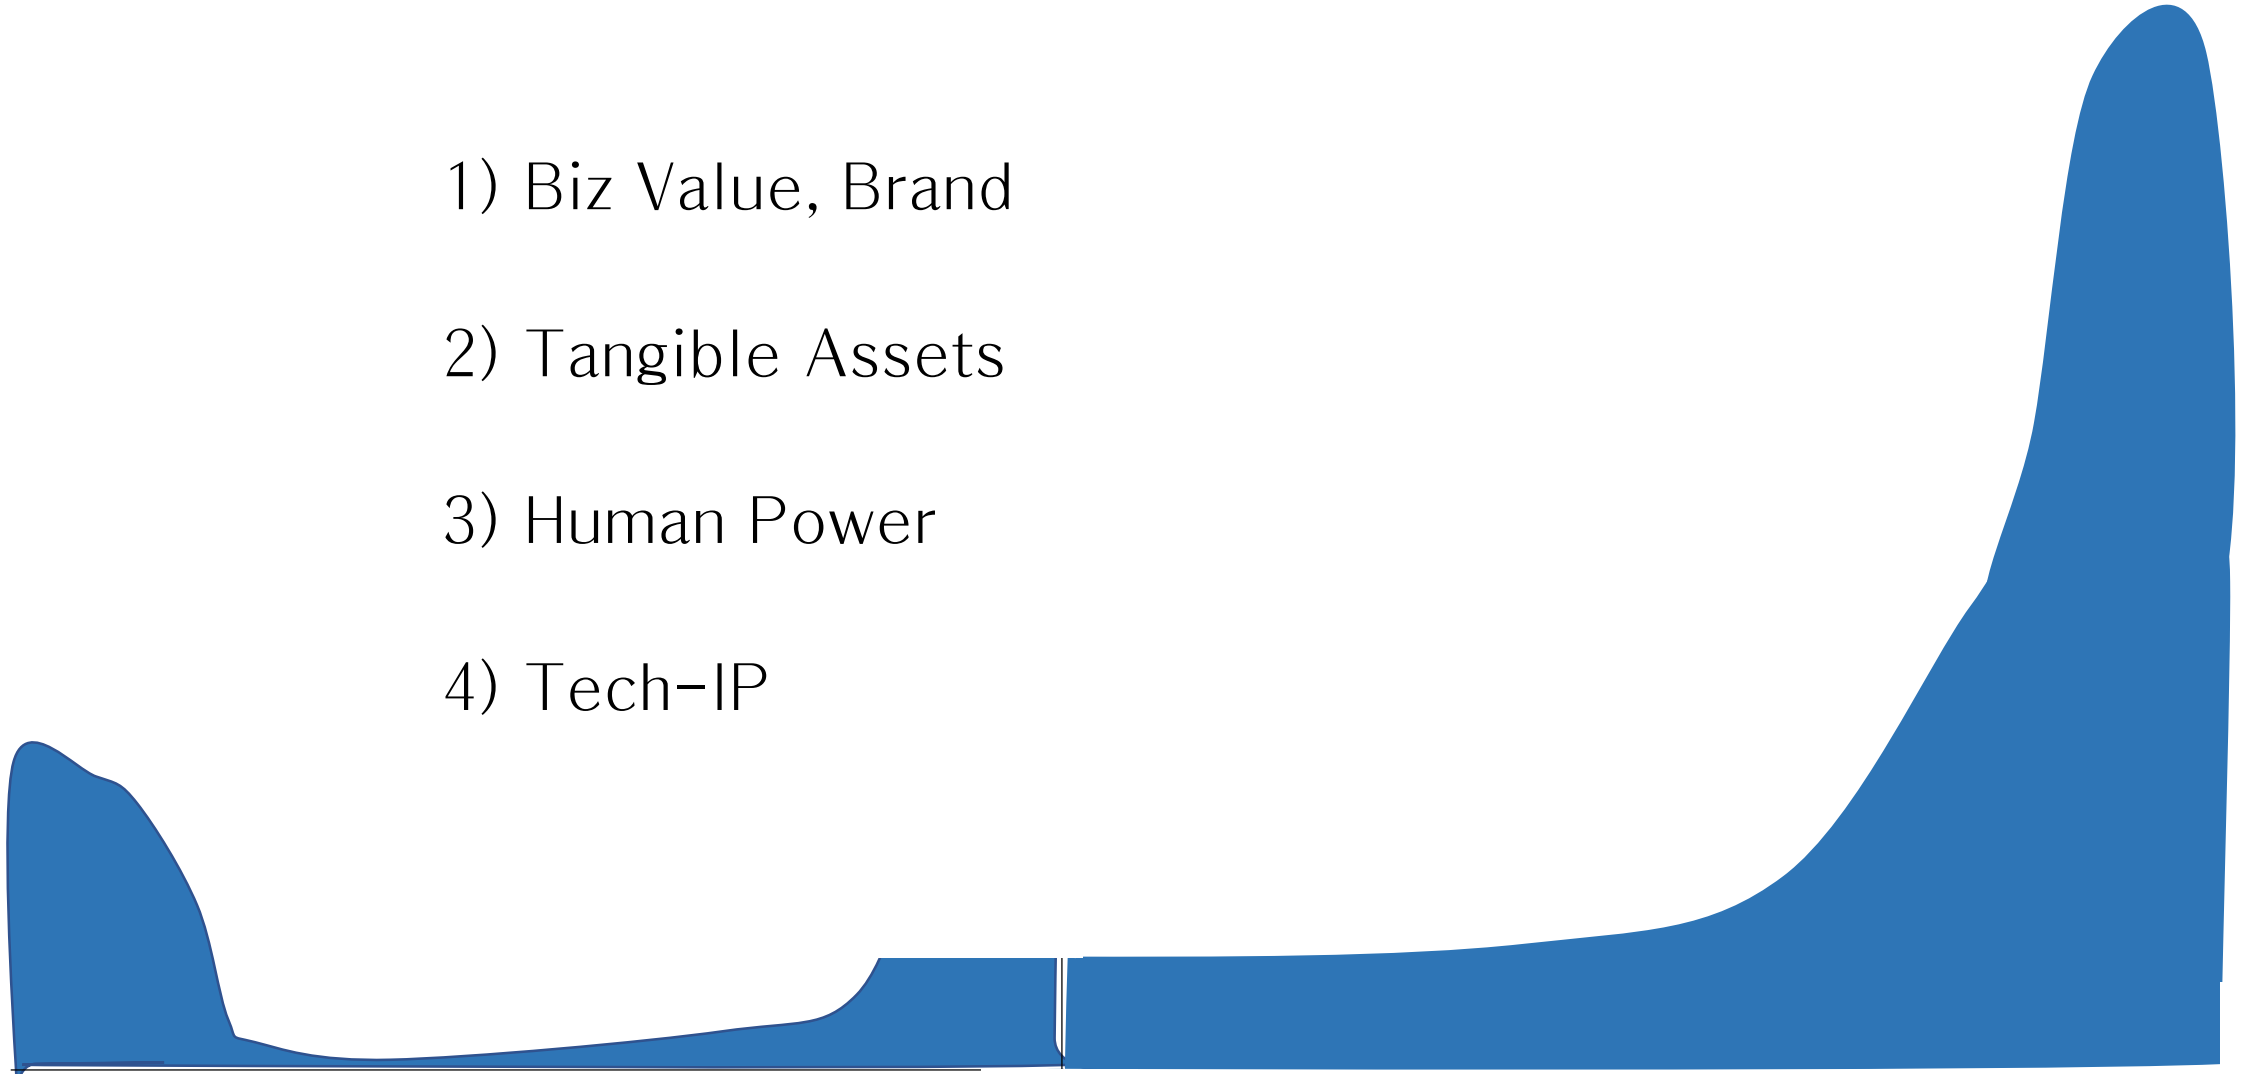 1) Biz Value, Brand
2) Tangible Assets
3) Human Power
4) Tech-IP